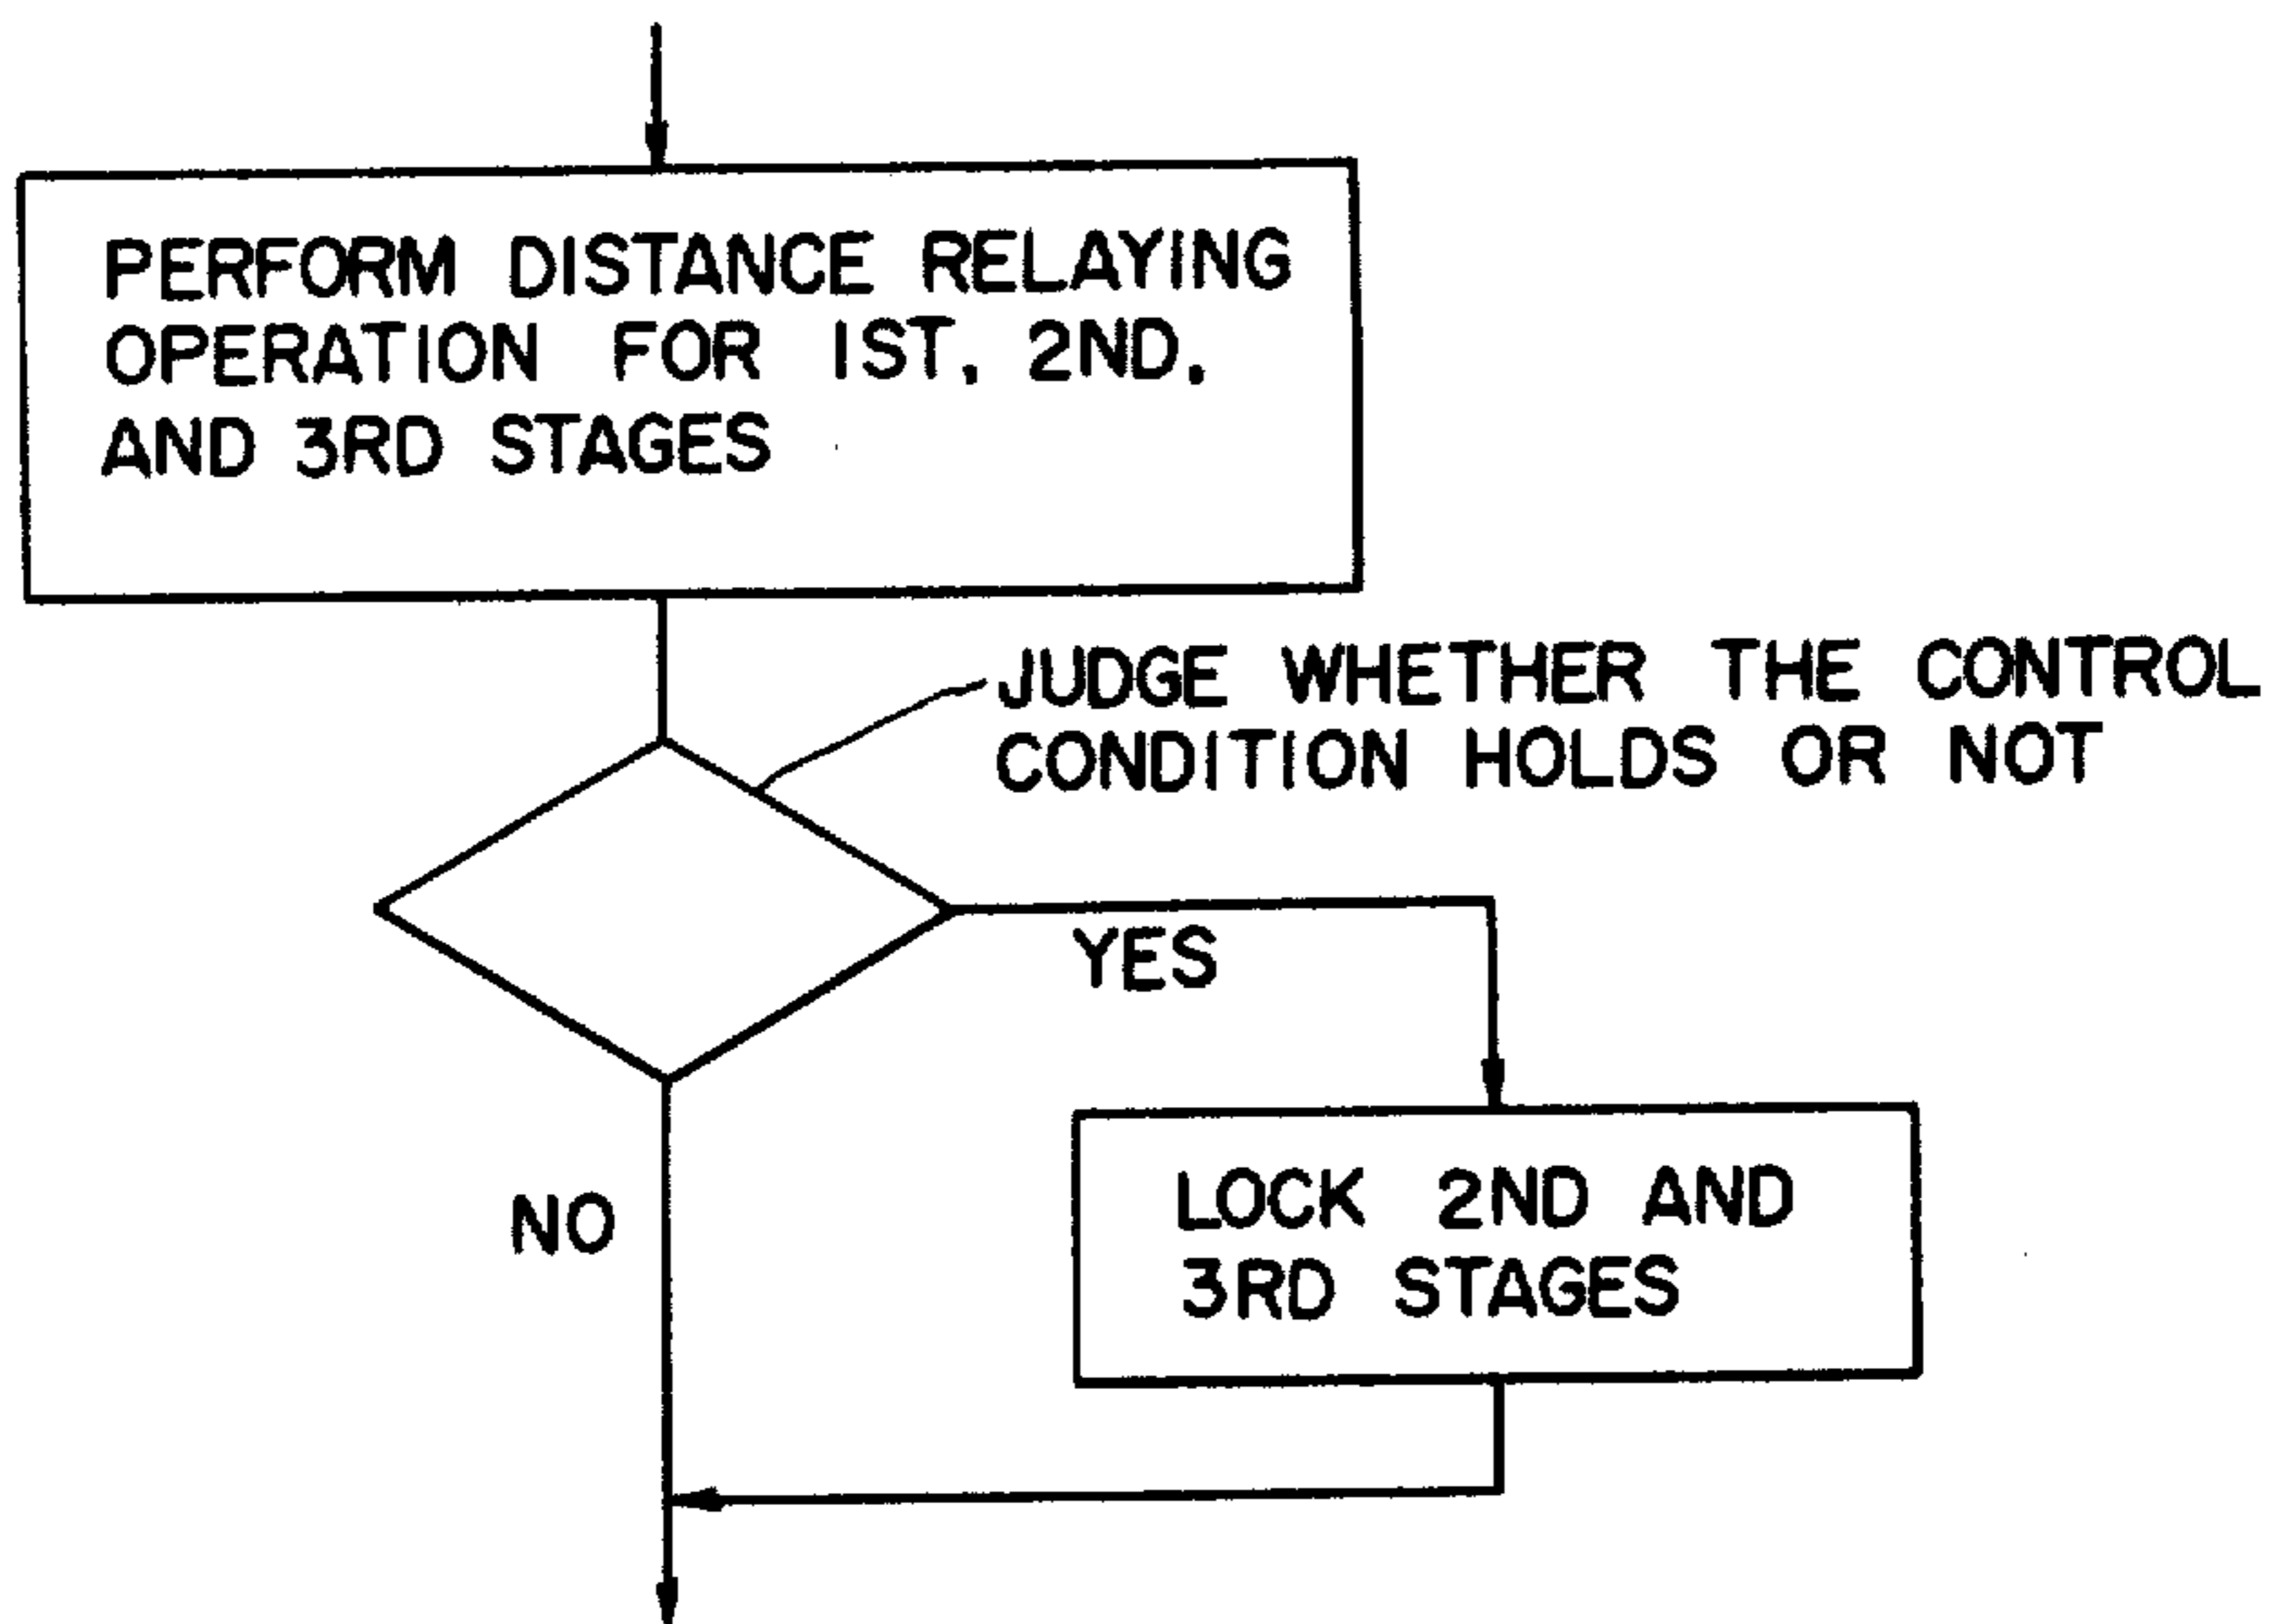 PERFORM DISTANCE RELAYING
OPERATION FOR 1ST, 2ND,
AND 3RD STAGES
JUDGE WHETHER THE CONTROL
CONDITION HOLDS OR NOT
YES
NO
LOCK 2ND AND
3RD STAGES